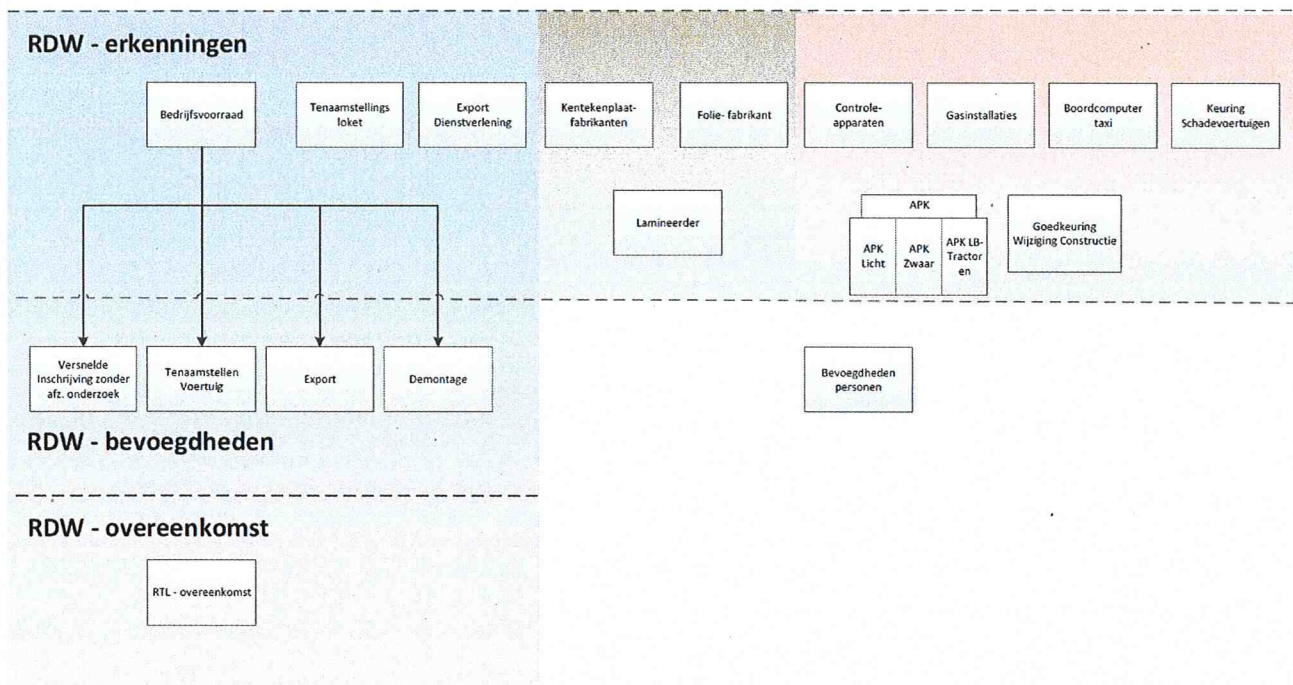 RDW - erkenningen
Bedrijfsvoorraad
Tenaamstellings
loket
Export
Dienstverlening
Kentekenplaat-
fabrikanten
Folie- fabrikant
Controle-
apparaten
Gasinstallaties
Boordcomputer
taxi
Keuring
Schadevoertuigen
Lamineerder
APK
APK
Licht
APK
Zwaar
APK LB-
Tractor
en
Goedkeuring
Wijziging Constructie
Versnelde
Inschrijving zonder
afz. onderzoek
Tenaamstellen
Voertuig
Export
Demontage
Bevoegdheden
personen
RDW - bevoegdheden
RDW - overeenkomst
RTL - overeenkomst